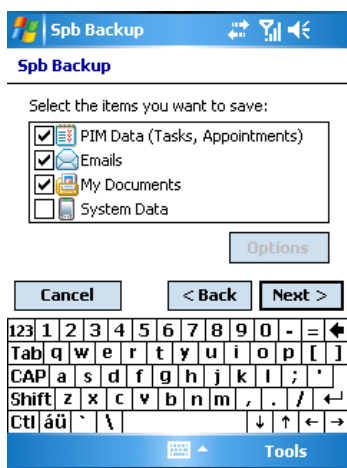 Spb Backup
Spb Backup
Select the items you want to save:
PIM Data (Tasks, Appointments)
Emails
My Documents
System Data
Options
Cancel < Back Next >
123 1 2 3 4 5 6 7 8 9 0 - =
Tab q w e r t y u i o p [ ]
CAP a s d f g h j k l ; '
Shift z x c v b n m , . /
Ctl áü ` \
Tools